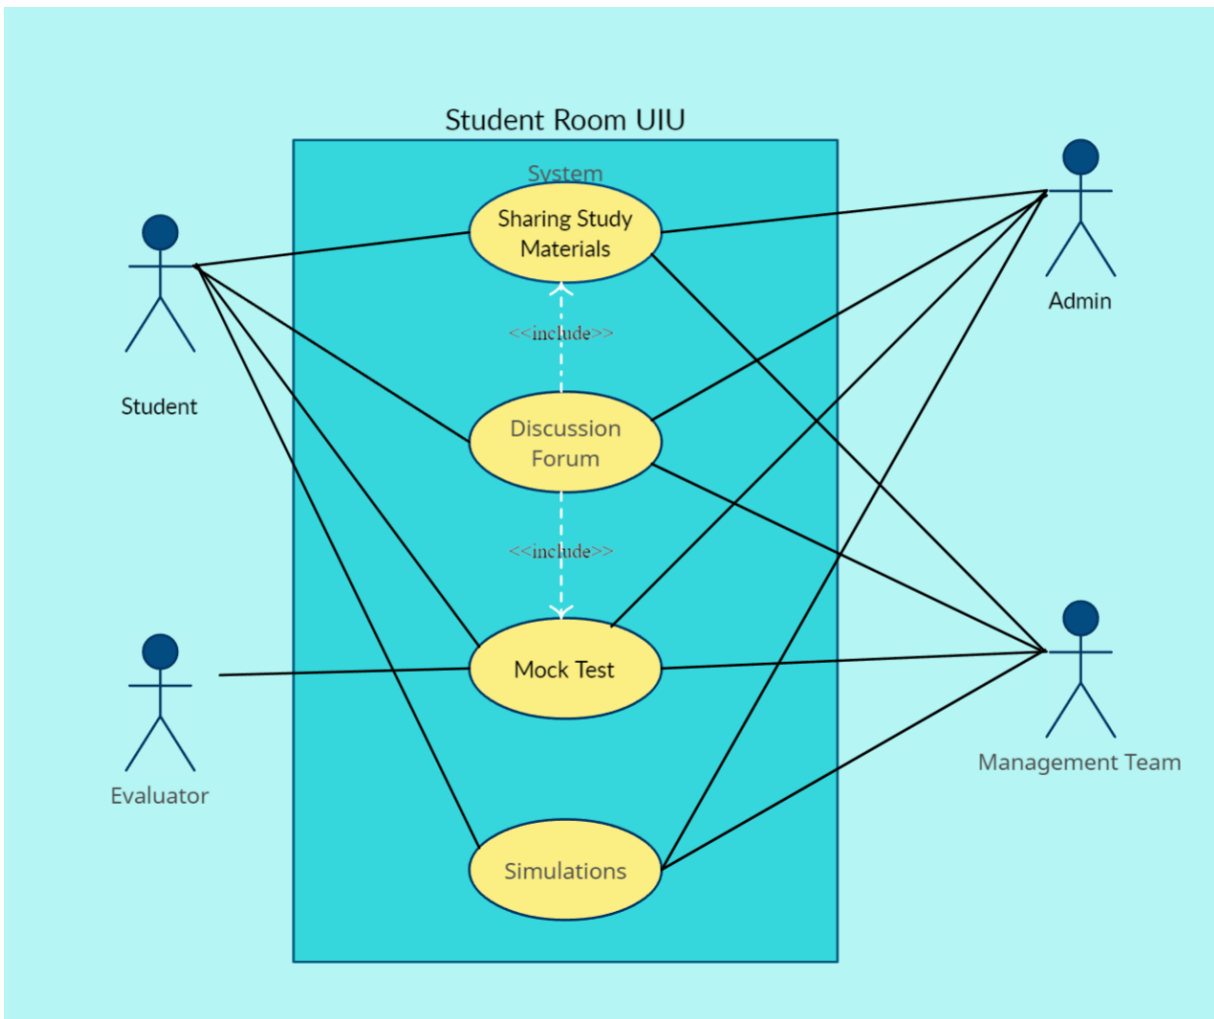 Student Room UIU
System
Sharing Study
Materials
<<include>>
Discussion
Forum
<<include>>
Mock Test
Simulations
Student
Evaluator
Admin
Management Team